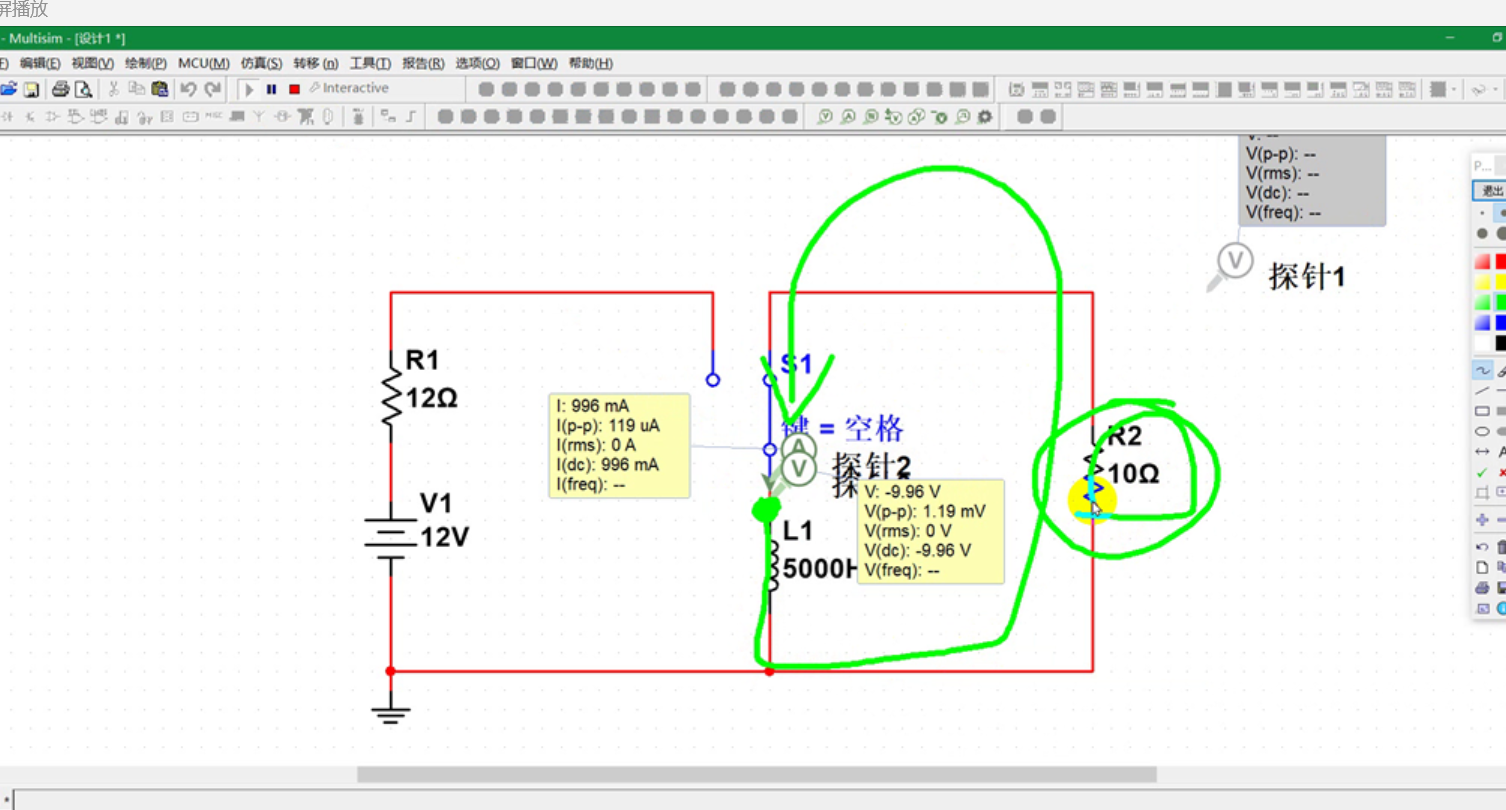 屏播放
- Multisim - [设计1 *]
编辑(E) 视图(V) 绘制(P) MCU(M) 仿真(S) 转移(n) 工具(T) 报告(R) 选项(O) 窗口(W) 帮助(H)
Interactive
V(p-p): --
V(rms): --
V(dc): --
V(freq): --
V
探针1
P...
退出
R1
12Ω
V1
12V
I: 996 mA
I(p-p): 119 uA
I(rms): 0 A
I(dc): 996 mA
I(freq): --
S1
键 = 空格
A
V
探针2
V: -9.96 V
V(p-p): 1.19 mV
V(rms): 0 V
V(dc): -9.96 V
V(freq): --
L1
5000H
R2
10Ω